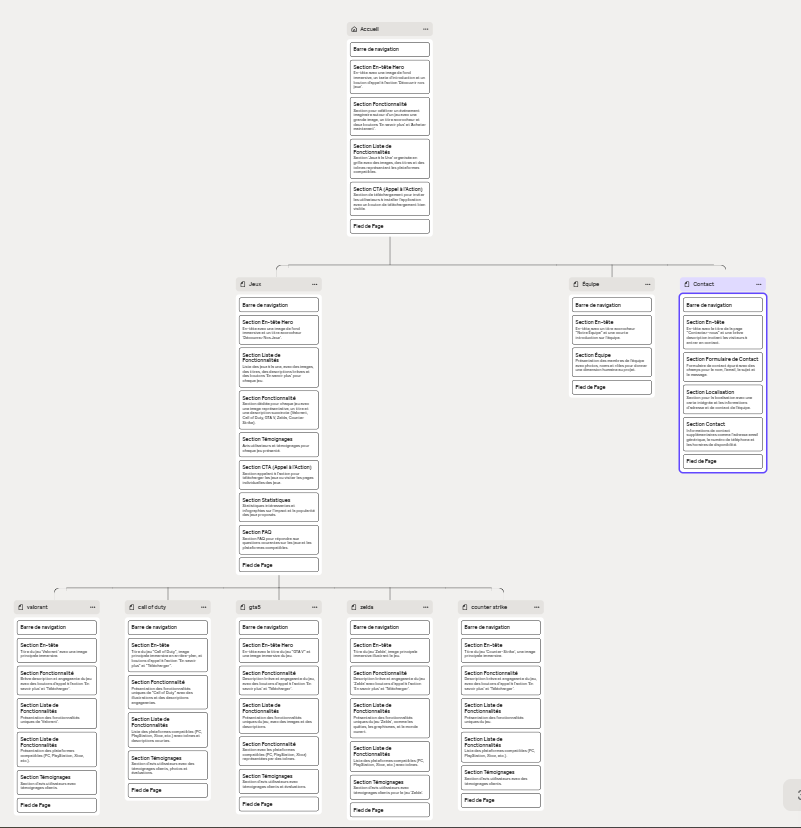 Accueil
Barre de navigation
Section En-tête Hero
En-tête avec une image de fond
immersive, un texte d'introduction et un
bouton d'appel à l'action 'Découvrir nos
jeux'
Section Fonctionnalité
Section pour célébrer un événement
grande image, un titre accrocheur et
deux boutons 'En savoir plus' et 'Acheter
maintenant'.
Section Liste de
Fonctionnalités
Section 'Jeux à la Une' organisée en
grille avec des images, des titres et des
icônes représentant les plateformes
compatibles.
Section CTA (Appel à l'Action)
Section de téléchargement pour inviter
les utilisateurs à installer l'application
avec un bouton de téléchargement bien
visible.
Pied de Page
Jeux
Barre de navigation
Section En-tête Hero
En-tête avec une image de fond
immersive et un titre accrocheur
'Découvrez Nos Jeux'.
Section Liste de
Fonctionnalités
Liste des jeux à la une, avec des images,
des titres, des descriptions brèves et
des boutons 'En savoir plus' pour
chaque jeu.
Section Fonctionnalité
Section dédiée pour chaque jeu avec
une image représentative, un titre et
une description succincte (Valorant,
Call of Duty, GTA V, Zelda, Counter
Strike).
Section Témoignages
Avis utilisateurs et témoignages pour
chaque jeu présenté.
Section CTA (Appel à l'Action)
Section appelant à l'action pour
télécharger les jeux ou visiter les pages
individuelles des jeux.
Section Statistiques
Statistiques intéressantes et
infographies sur l'impact et la popularité
des jeux proposés.
Section FAQ
Section FAQ pour répondre aux
questions courantes sur les jeux et les
plateformes compatibles.
Pied de Page
Équipe
Barre de navigation
Section En-tête
En-tête avec un titre accrocheur
"Notre Équipe" et une courte
introduction sur l'équipe.
Section Équipe
Présentation des membres de l'équipe
avec photos, noms et rôles pour donner
une dimension humaine au projet.
Pied de Page
Contact
Barre de navigation
Section En-tête
En-tête avec le titre de la page
"Contactez-nous" et une brève
description invitant les visiteurs à
entrer en contact.
Section Formulaire de Contact
Formulaire de contact épuré avec des
champs pour le nom, l'email, le sujet et
le message.
Section Localisation
Section pour la localisation avec une
carte intégrée et les informations
d'adresse et de contact de l'équipe.
Section Contact
Informations de contact
supplémentaires comme l'adresse email
générique, le numéro de téléphone et
les horaires de disponibilité.
Pied de Page
valorant
Barre de navigation
Section En-tête
Titre du jeu 'Valorant' avec une image
principale immersive.
Section Fonctionnalité
Brève description et engageante du jeu
avec des boutons d'appel à l'action 'En
savoir plus' et 'Télécharger'.
Section Liste de
Fonctionnalités
Présentation des fonctionnalités
uniques de 'Valorant'
Section Liste de
Fonctionnalités
Présentation des plateformes
compatibles (PC, PlayStation, Xbox,
etc.).
Section Témoignages
Section d'avis utilisateurs avec
témoignages clients.
Pied de Page
call of duty
Barre de navigation
Section En-tête
Titre du jeu "Call of Duty", image
principale immersive en arrière-plan, et
boutons d'appel à l'action "En savoir
plus" et "Télécharger".
Section Fonctionnalité
Présentation des fonctionnalités
uniques de "Call of Duty" avec des
illustrations et des descriptions
engageantes.
Section Liste de
Fonctionnalités
Liste des plateformes compatibles (PC,
PlayStation, Xbox, etc.) avec icônes et
descriptions courtes.
Section Témoignages
Section d'avis utilisateurs avec des
témoignages clients, photos et
évaluations.
Pied de Page
gta5
Barre de navigation
Section En-tête Hero
En-tête avec le titre du jeu "GTA V" et
une image immersive du jeu.
Section Fonctionnalité
Description brève et engageante du jeu,
avec des boutons d'appel à l'action "En
savoir plus" et "Télécharger".
Section Liste de
Fonctionnalités
Présentation des fonctionnalités
uniques du jeu, avec des images et des descriptions.
Section Fonctionnalité
Section avec les plateformes
compatibles (PC, PlayStation, Xbox)
représentées par des icônes.
Section Témoignages
Section d'avis utilisateurs avec des
témoignages clients et évaluations.
Pied de Page
zelda
Barre de navigation
Section En-tête
Titre du jeu 'Zelda', image principale
immersive illustrant le jeu.
Section Fonctionnalité
Description brève et engageante du jeu
'Zelda' avec boutons d'appel à l'action
'En savoir plus' et 'Télécharger'.
Section Liste de
Fonctionnalités
Présentation des fonctionnalités
uniques du jeu 'Zelda', comme les
quêtes, les graphismes, et le monde
ouvert.
Section Liste de
Fonctionnalités
Liste des plateformes compatibles (PC,
PlayStation, Xbox, etc.) avec icônes.
Section Témoignages
Section d'avis utilisateurs avec
témoignages clients pour le jeu 'Zelda'.
Pied de Page
counter strike
Barre de navigation
Section En-tête
Titre du jeu 'Counter-Strike', une image
principale immersive.
Section Fonctionnalité
Description brève et engageante du jeu,
avec des boutons d'appel à l'action 'En
savoir plus' et 'Télécharger'.
Section Liste de
Fonctionnalités
Présentation des fonctionnalités
uniques du jeu.
Section Liste de
Fonctionnalités
Liste des plateformes compatibles (PC,
PlayStation, Xbox, etc.).
Section Témoignages
Section d'avis utilisateurs avec des
témoignages clients.
Pied de Page